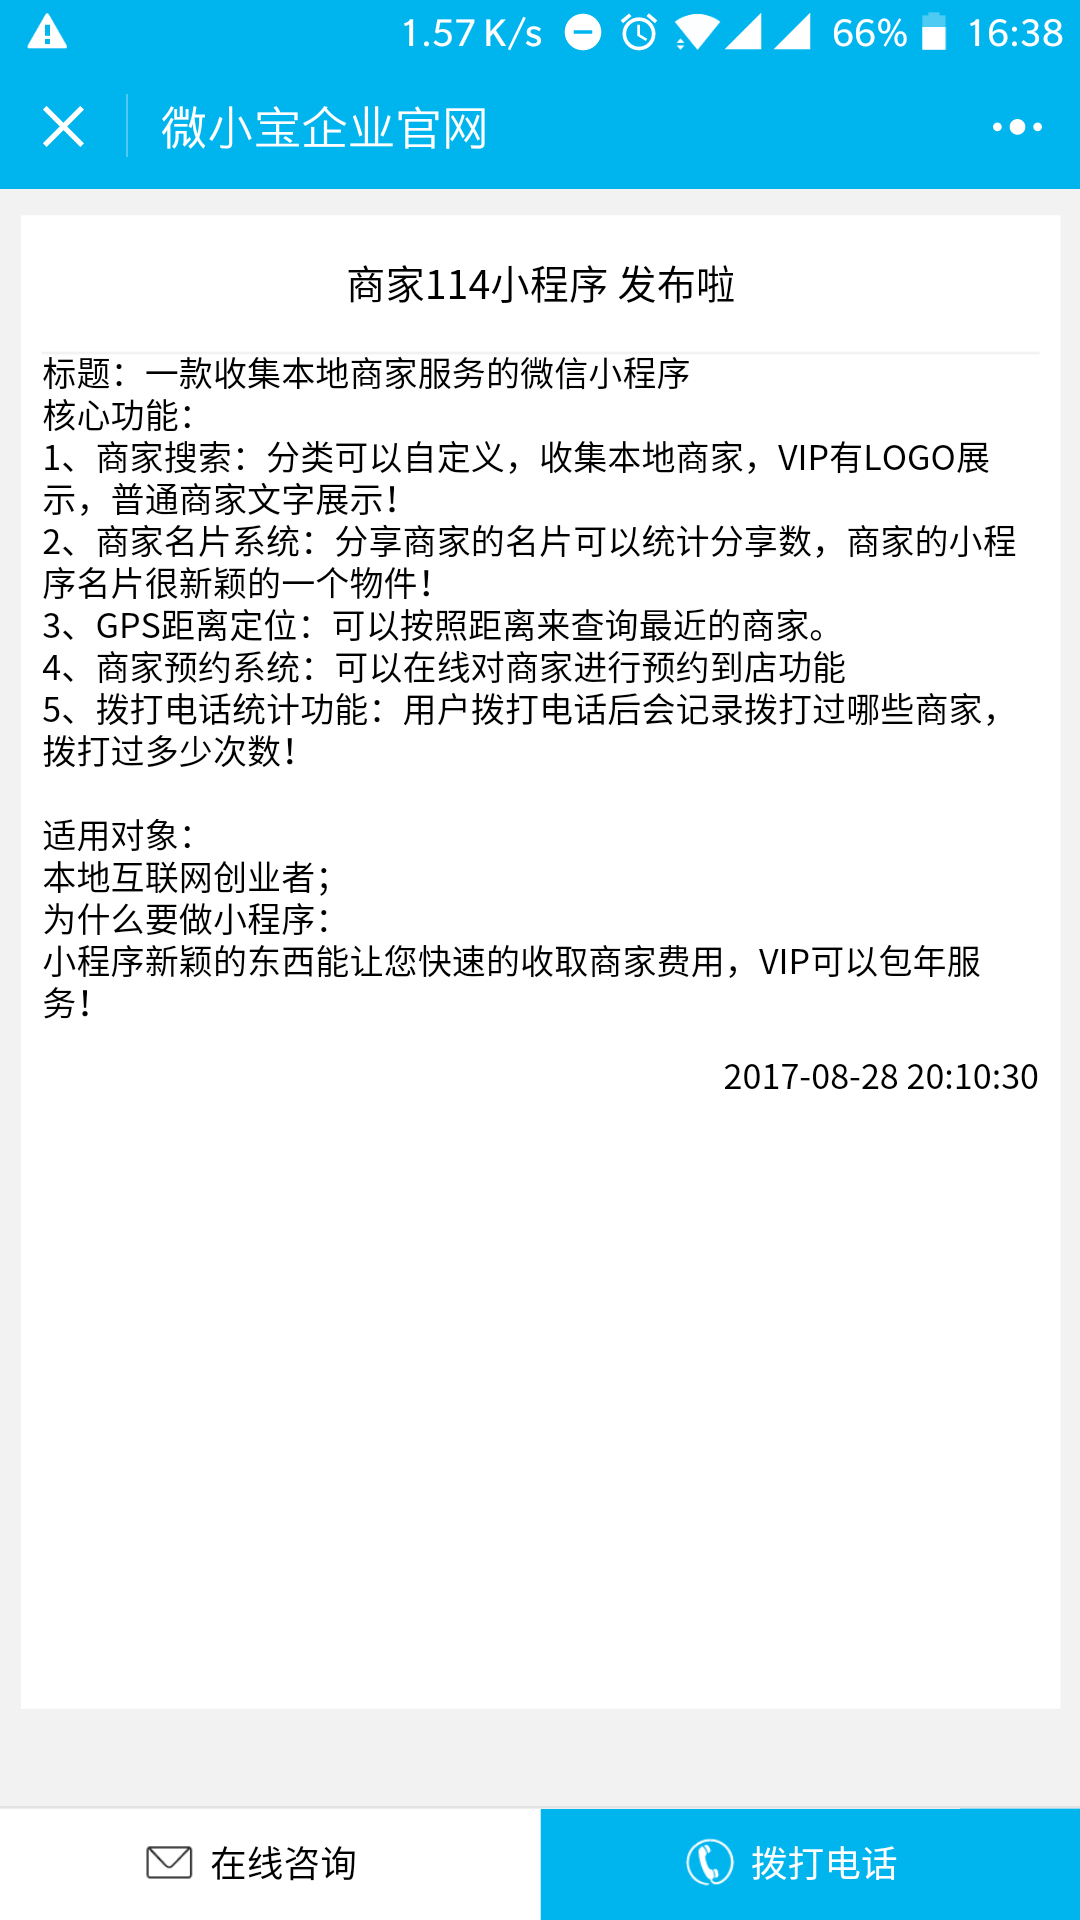 1.57 K/s 66% 16:38
微小宝企业官网
商家114小程序 发布啦
标题：一款收集本地商家服务的微信小程序
核心功能：
1、商家搜索：分类可以自定义，收集本地商家，VIP有LOGO展
示，普通商家文字展示！
2、商家名片系统：分享商家的名片可以统计分享数，商家的小程
序名片很新颖的一个物件！
3、GPS距离定位：可以按照距离来查询最近的商家。
4、商家预约系统：可以在线对商家进行预约到店功能
5、拨打电话统计功能：用户拨打电话后会记录拨打过哪些商家，
拨打过多少次数！
适用对象：
本地互联网创业者；
为什么要做小程序：
小程序新颖的东西能让您快速的收取商家费用，VIP可以包年服
务！
2017-08-28 20:10:30
在线咨询
拨打电话